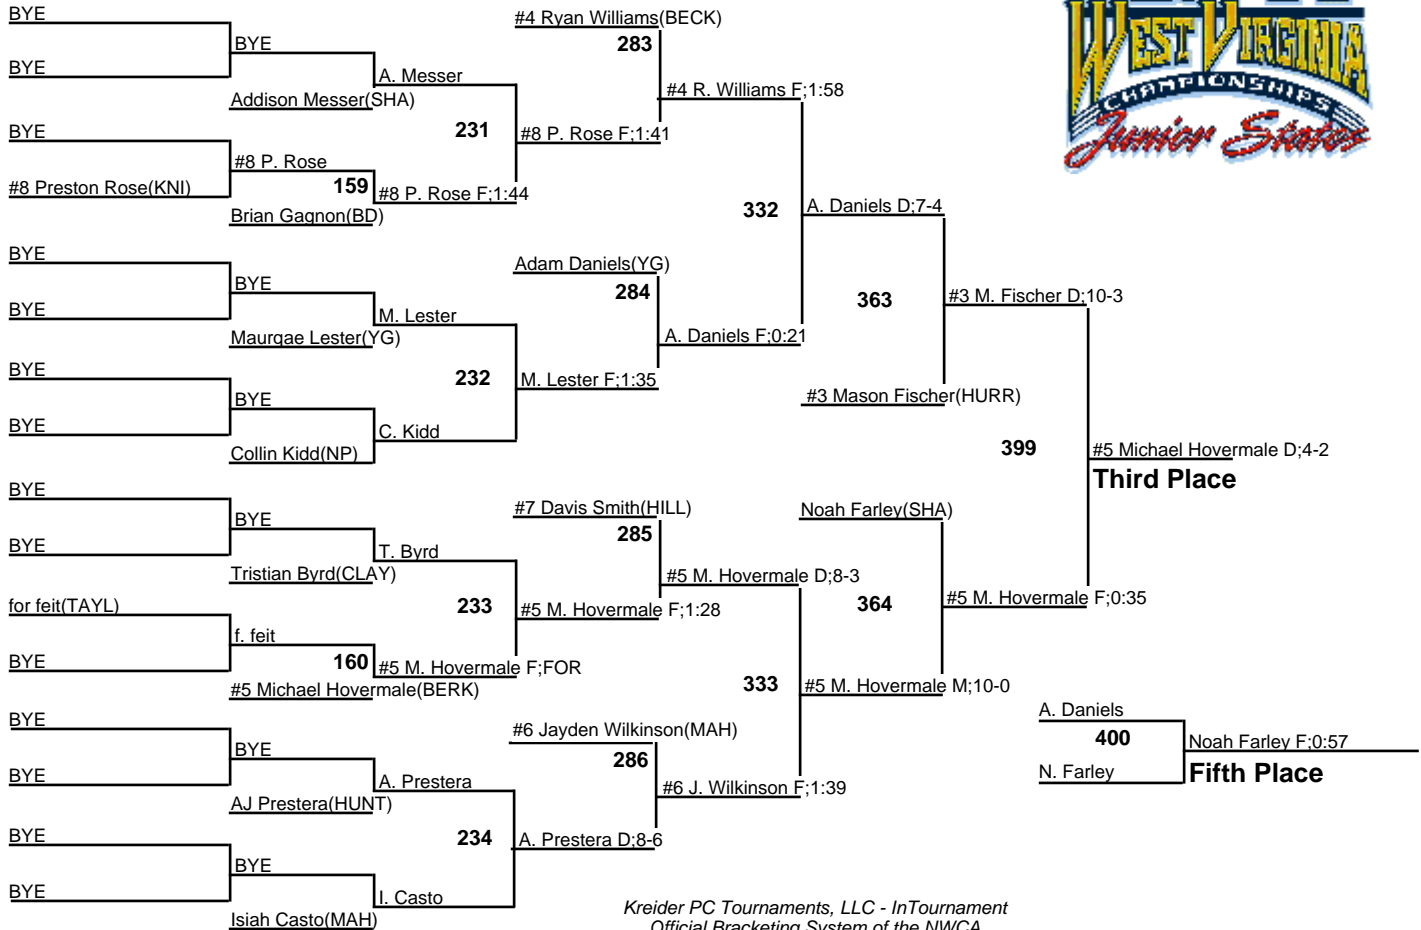 BYE
BYE
BYE
A. Messer
Addison Messer(SHA)
231
BYE
#8 P. Rose
#8 Preston Rose(KNI)
159
#8 P. Rose F;1:44
Brian Gagnon(BD)
#4 Ryan Williams(BECK)
283
#4 R. Williams F;1:58
#8 P. Rose F;1:41
332
A. Daniels D;7-4
BYE
BYE
BYE
M. Lester
Maurqae Lester(YG)
232
BYE
BYE
BYE
C. Kidd
Collin Kidd(NP)
Adam Daniels(YG)
284
A. Daniels F;0:21
M. Lester F;1:35
363
#3 M. Fischer D;10-3
#3 Mason Fischer(HURR)
399
#5 Michael Hovermale D;4-2
Third Place
BYE
BYE
BYE
T. Byrd
Tristian Byrd(CLAY)
233
for feit(TAYL)
f. feit
BYE
160
#5 M. Hovermale F;FOR
#5 Michael Hovermale(BERK)
#7 Davis Smith(HILL)
285
#5 M. Hovermale D;8-3
#5 M. Hovermale F;1:28
Noah Farley(SHA)
364
#5 M. Hovermale F;0:35
333
#5 M. Hovermale M;10-0
BYE
BYE
BYE
A. Prestera
AJ Prestera(HUNT)
234
BYE
BYE
BYE
I. Casto
Isiah Casto(MAH)
#6 Jayden Wilkinson(MAH)
286
#6 J. Wilkinson F;1:39
A. Prestera D;8-6
A. Daniels
400
N. Farley
Noah Farley F;0:57
Fifth Place
WEST VIRGINIA
CHAMPIONSHIPS
Junior States
Kreider PC Tournaments, LLC - InTournament
Official Bracketing System of the NWCA